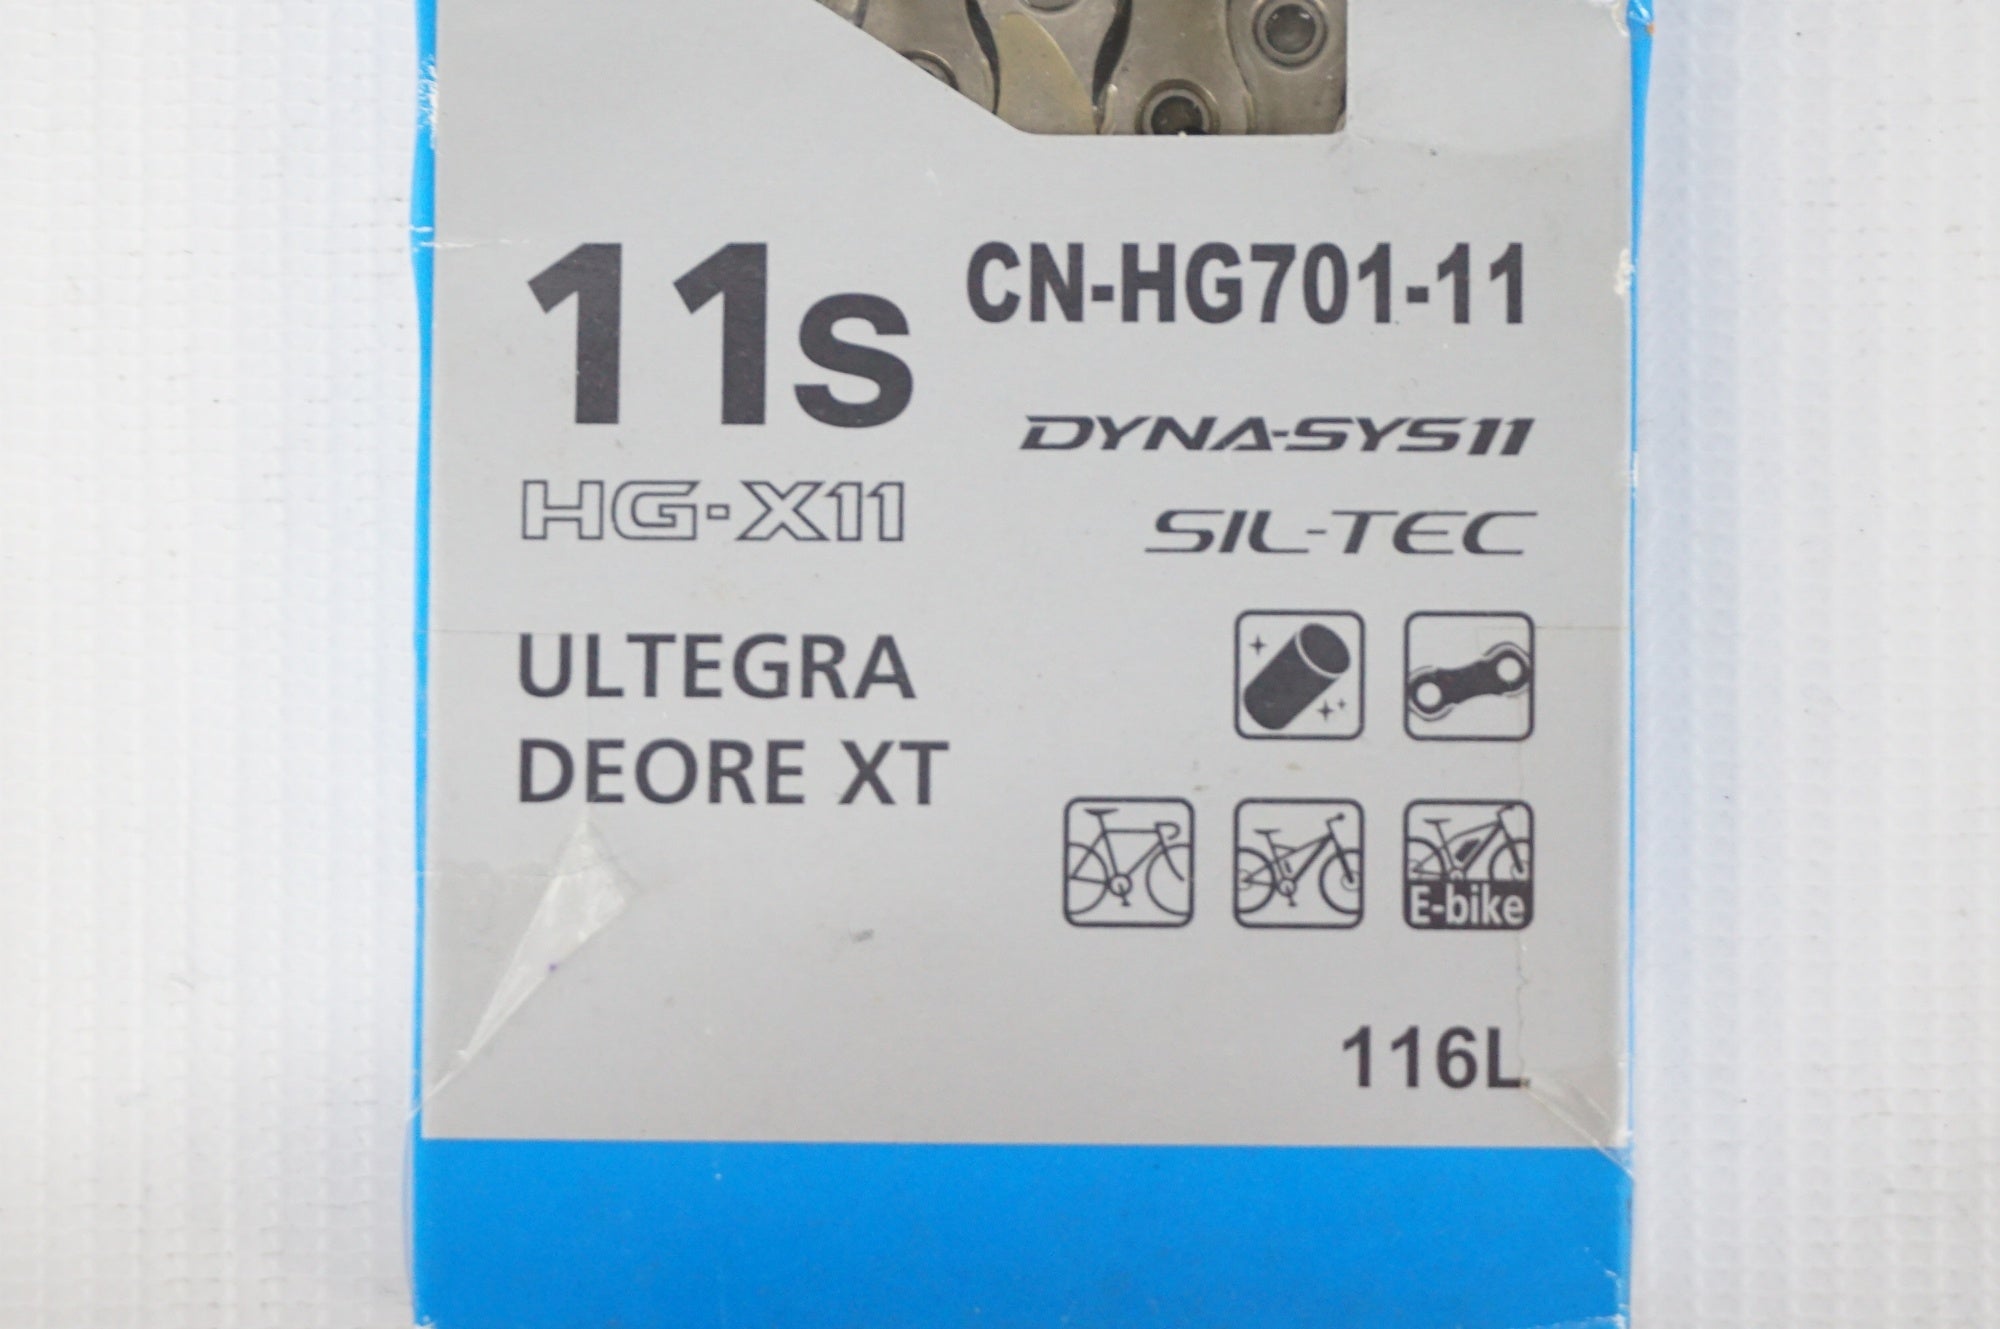 11s
CN-HG701-11
DYNA-SYS11
HG-X11
SIL-TEC
ULTEGRA
DEORE XT
E-bike
116L